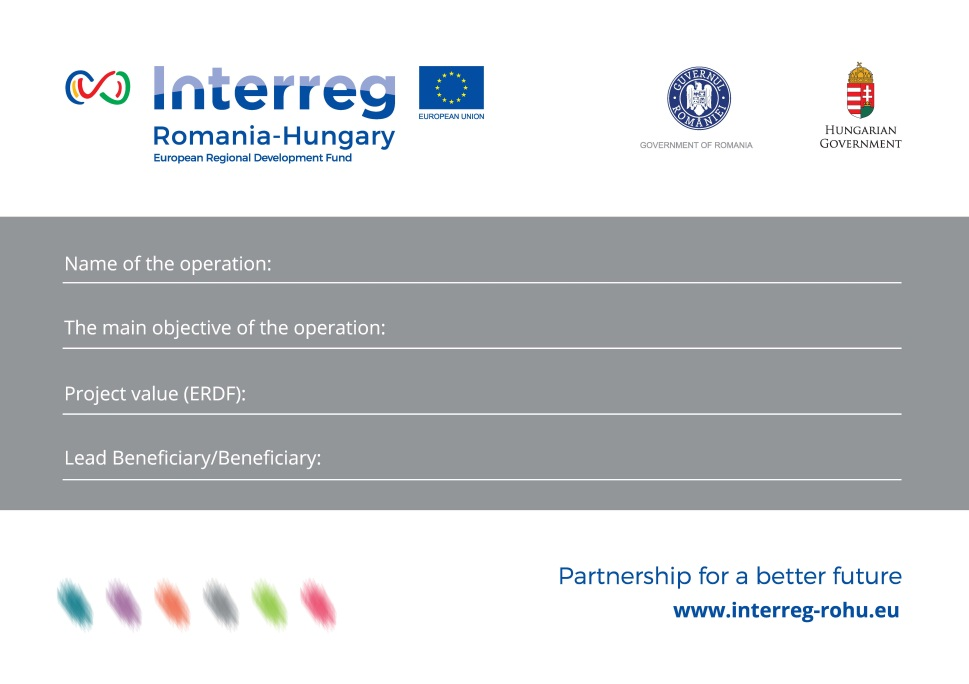 Interreg
Romania-Hungary
European Regional Development Fund
EUROPEAN UNION
GUVERNUL ROMÂNIEI
GOVERNMENT OF ROMANIA
HUNGARIAN
GOVERNMENT
Name of the operation:
The main objective of the operation:
Project value (ERDF):
Lead Beneficiary/Beneficiary:
Partnership for a better future
www.interreg-rohu.eu